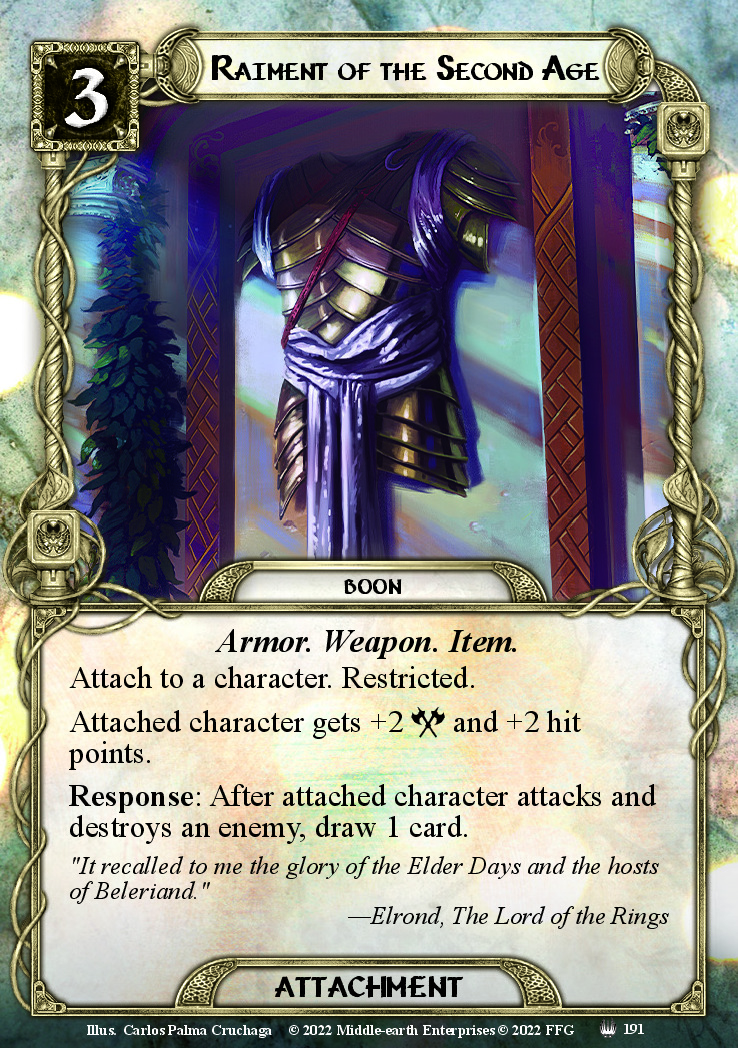 3
Raiment of the Second Age
BOON
Armor. Weapon. Item.
Attach to a character. Restricted.
Attached character gets +2 and +2 hit
points.
Response: After attached character attacks and
destroys an enemy, draw 1 card.
"It recalled to me the glory of the Elder Days and the hosts
of Beleriand."
—Elrond, The Lord of the Rings
ATTACHMENT
Illus. Carlos Palma Cruchaga © 2022 Middle-earth Enterprises © 2022 FFG 191